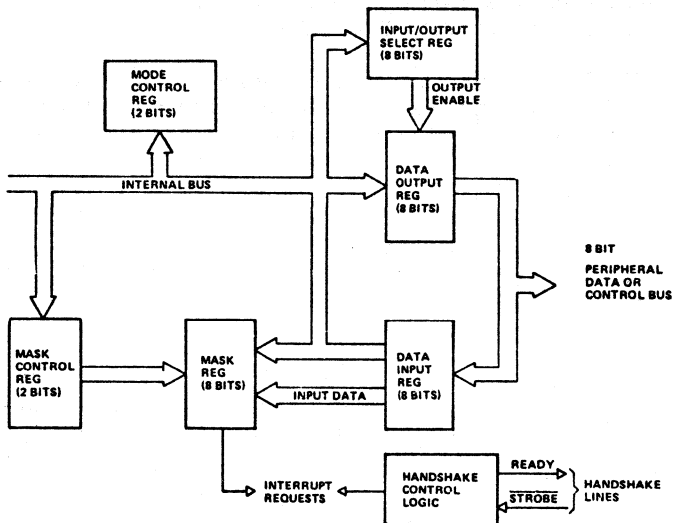 INPUT/OUTPUT
SELECT REG
(8 BITS)
MODE
CONTROL
REG
(2 BITS)
OUTPUT
ENABLE
DATA
OUTPUT
REG
(8 BITS)
INTERNAL BUS
8 BIT
PERIPHERAL
DATA OR
CONTROL BUS
MASK
CONTROL
REG
(2 BITS)
MASK
REG
(8 BITS)
DATA
INPUT
REG
(8 BITS)
INPUT DATA
INTERRUPT
REQUESTS
HANDSHAKE
CONTROL
LOGIC
READY
STROBE
HANDSHAKE
LINES